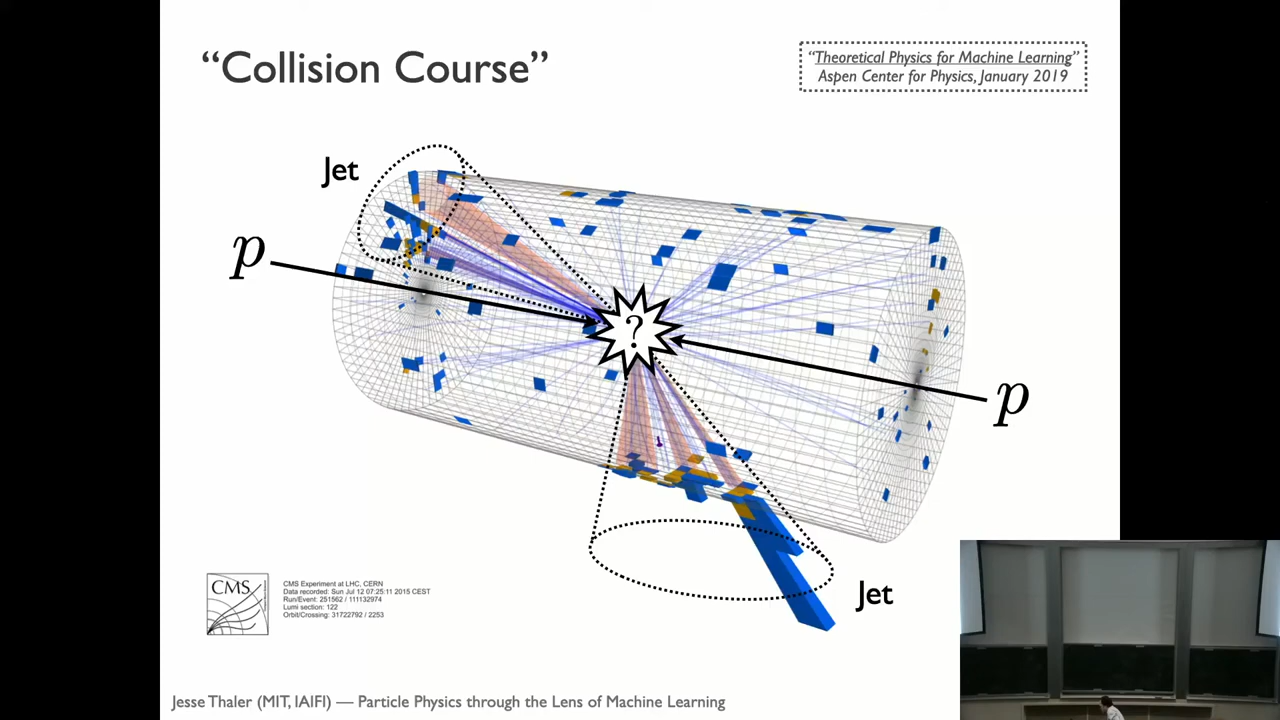 “Collision Course”
“Theoretical Physics for Machine Learning”
Aspen Center for Physics, January 2019
Jet
p
?
p
Jet
CMS
CMS Experiment at LHC, CERN
Data recorded: Sun Jul 12 07:25:11 2015 CEST
Run/Event: 251562 / 111132974
Lumi section: 122
Orbit/Crossing: 31722792 / 2253
Jesse Thaler (MIT, IAIFI) — Particle Physics through the Lens of Machine Learning